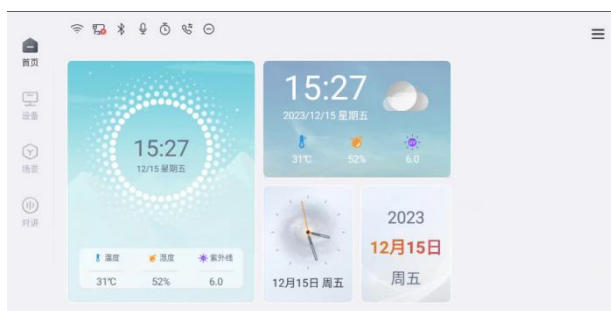 首页
设备
场景
对讲
15:27
12/15 星期五
温度 湿度 紫外线
31℃ 52% 6.0
15:27
2023/12/15 星期五
31℃ 52% 6.0
12月15日 周五
2023
12月15日
周五